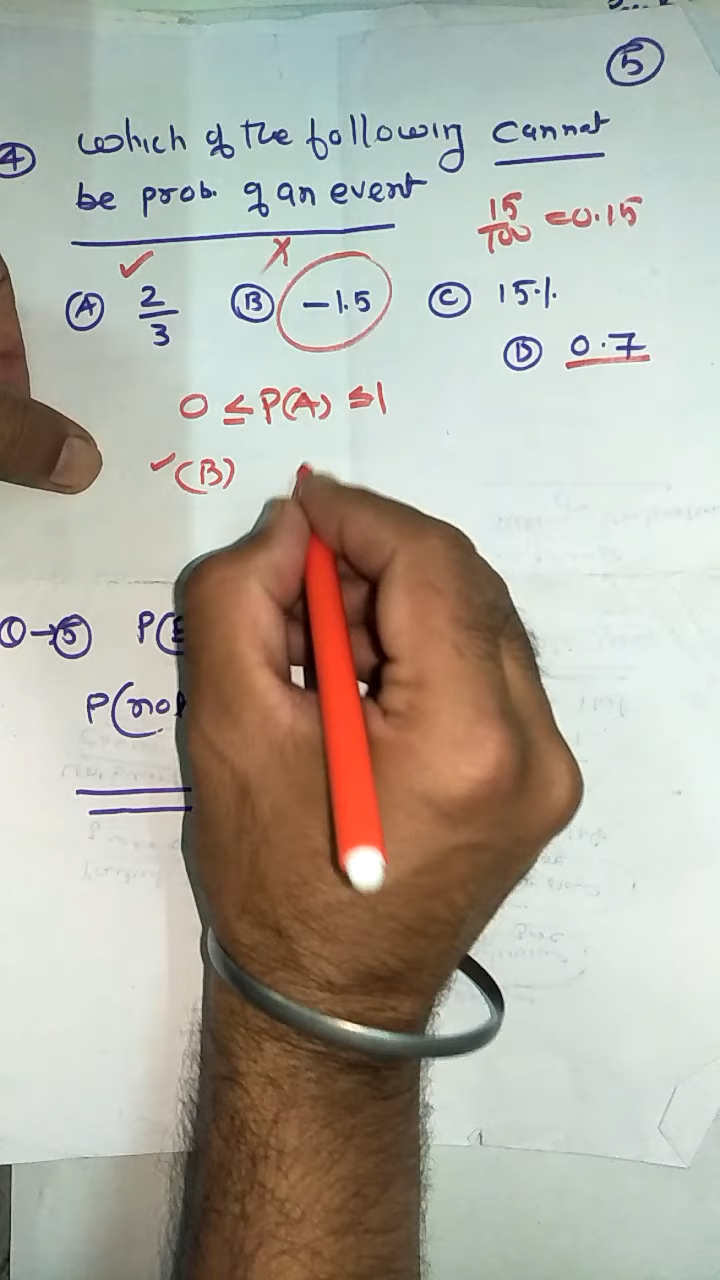 5
4 Which of the following cannot
be prob. of an event
15/100 = 0.15
A 2/3 B -1.5 C 15%
D 0.7
0 ≤ P(A) ≤ 1
(B)
5 P(E
P(not